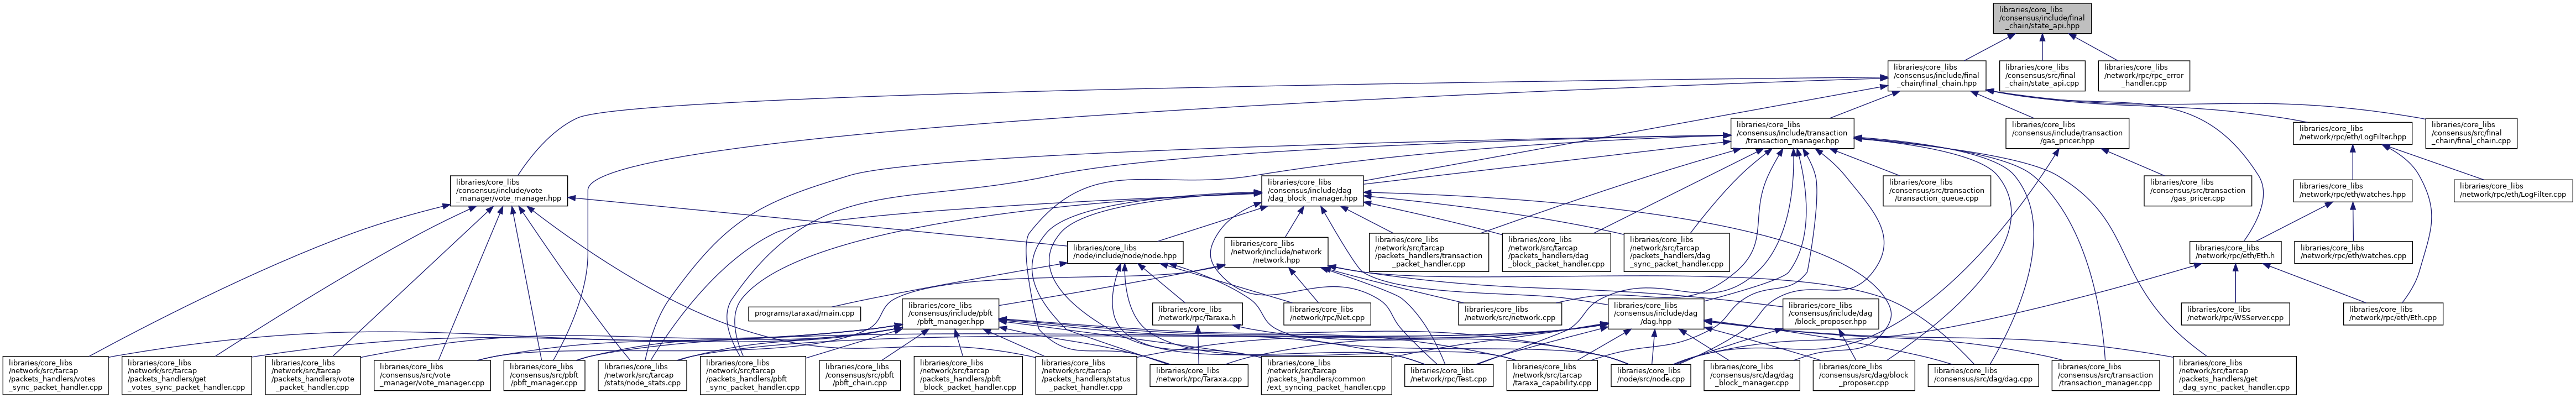 libraries/core_libs
/consensus/include/final
_chain/state_api.hpp
libraries/core_libs
/consensus/include/final
_chain/final_chain.hpp
libraries/core_libs
/consensus/src/final
_chain/state_api.cpp
libraries/core_libs
/network/rpc/rpc_error
_handler.cpp
libraries/core_libs
/consensus/include/transaction
/transaction_manager.hpp
libraries/core_libs
/consensus/include/transaction
/gas_pricer.hpp
libraries/core_libs
/network/rpc/eth/LogFilter.hpp
libraries/core_libs
/consensus/src/final
_chain/final_chain.cpp
libraries/core_libs
/consensus/include/vote
_manager/vote_manager.hpp
libraries/core_libs
/consensus/include/dag
/dag_block_manager.hpp
libraries/core_libs
/consensus/src/transaction
/transaction_queue.cpp
libraries/core_libs
/consensus/src/transaction
/gas_pricer.cpp
libraries/core_libs
/network/rpc/eth/watches.hpp
libraries/core_libs
/network/rpc/eth/LogFilter.cpp
libraries/core_libs
/node/include/node/node.hpp
libraries/core_libs
/network/include/network
/network.hpp
libraries/core_libs
/network/src/tarcap
/packets_handlers/transaction
_packet_handler.cpp
libraries/core_libs
/network/src/tarcap
/packets_handlers/dag
_block_packet_handler.cpp
libraries/core_libs
/network/src/tarcap
/packets_handlers/dag
_sync_packet_handler.cpp
libraries/core_libs
/network/rpc/eth/Eth.h
libraries/core_libs
/network/rpc/eth/watches.cpp
programs/taraxad/main.cpp
libraries/core_libs
/consensus/include/pbft
/pbft_manager.hpp
libraries/core_libs
/network/rpc/Taraxa.h
libraries/core_libs
/network/rpc/Net.cpp
libraries/core_libs
/network/src/network.cpp
libraries/core_libs
/consensus/include/dag
/dag.hpp
libraries/core_libs
/consensus/include/dag
/block_proposer.hpp
libraries/core_libs
/network/rpc/WSServer.cpp
libraries/core_libs
/network/rpc/eth/Eth.cpp
libraries/core_libs
/network/src/tarcap
/packets_handlers/votes
_sync_packet_handler.cpp
libraries/core_libs
/network/src/tarcap
/packets_handlers/get
_votes_sync_packet_handler.cpp
libraries/core_libs
/network/src/tarcap
/packets_handlers/vote
_packet_handler.cpp
libraries/core_libs
/consensus/src/vote
_manager/vote_manager.cpp
libraries/core_libs
/consensus/src/pbft
/pbft_manager.cpp
libraries/core_libs
/network/src/tarcap
/stats/node_stats.cpp
libraries/core_libs
/network/src/tarcap
/packets_handlers/pbft
_sync_packet_handler.cpp
libraries/core_libs
/consensus/src/pbft
/pbft_chain.cpp
libraries/core_libs
/network/src/tarcap
/packets_handlers/pbft
_block_packet_handler.cpp
libraries/core_libs
/network/src/tarcap
/packets_handlers/status
_packet_handler.cpp
libraries/core_libs
/network/rpc/Taraxa.cpp
libraries/core_libs
/network/src/tarcap
/packets_handlers/common
/ext_syncing_packet_handler.cpp
libraries/core_libs
/network/rpc/Test.cpp
libraries/core_libs
/network/src/tarcap
/taraxa_capability.cpp
libraries/core_libs
/node/src/node.cpp
libraries/core_libs
/consensus/src/dag/dag
_block_manager.cpp
libraries/core_libs
/consensus/src/dag/block
_proposer.cpp
libraries/core_libs
/consensus/src/dag/dag.cpp
libraries/core_libs
/consensus/src/transaction
/transaction_manager.cpp
libraries/core_libs
/network/src/tarcap
/packets_handlers/get
_dag_sync_packet_handler.cpp